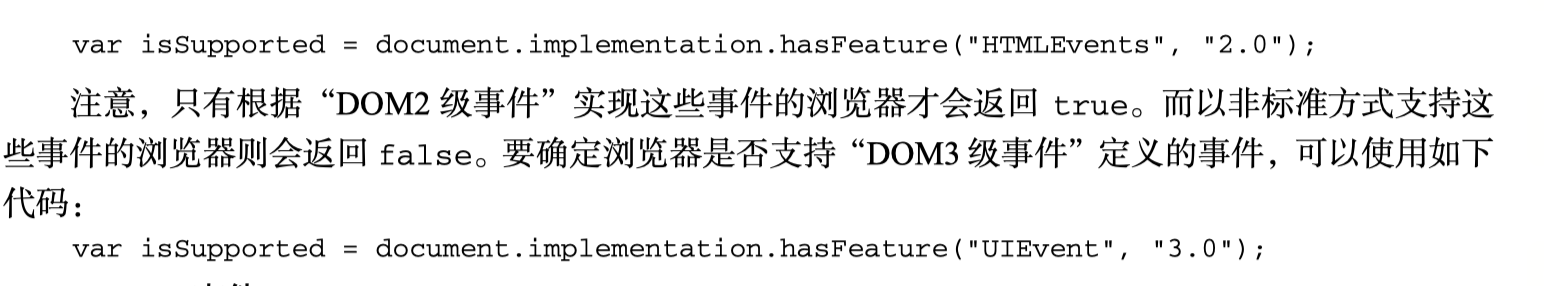 var isSupported = document.implementation.hasFeature("HTMLEvents", "2.0");
注意，只有根据“DOM2 级事件”实现这些事件的浏览器才会返回 true。而以非标准方式支持这
些事件的浏览器则会返回 false。要确定浏览器是否支持“DOM3 级事件”定义的事件，可以使用如下
代码：
var isSupported = document.implementation.hasFeature("UIEvent", "3.0");